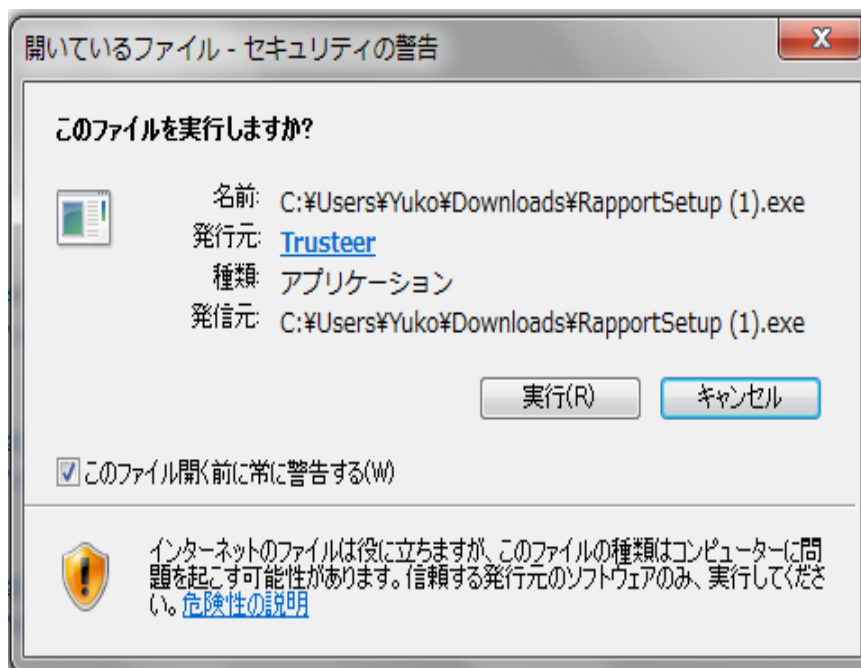 開いているファイル - セキュリティの警告
X
このファイルを実行しますか?
名前: C:¥Users¥Yuko¥Downloads¥RapportSetup (1).exe
発行元: Trusteer
種類: アプリケーション
発信元: C:¥Users¥Yuko¥Downloads¥RapportSetup (1).exe
実行(R) キャンセル
このファイル開く前に常に警告する(W)
インターネットのファイルは役に立ちますが、このファイルの種類はコンピューターに問
題を起こす可能性があります。信頼する発行元のソフトウェアのみ、実行してくださ
い。危険性の説明